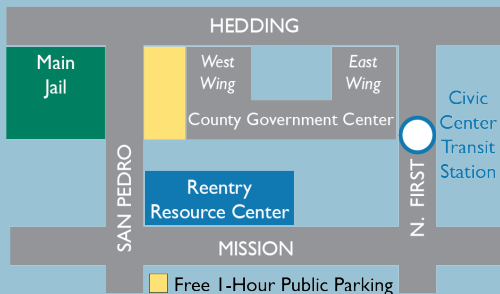 HEDDING
Main
Jail
West
Wing
East
Wing
County Government Center
Civic
Center
Transit
Station
SAN PEDRO
Reentry
Resource Center
N. FIRST
MISSION
Free 1-Hour Public Parking